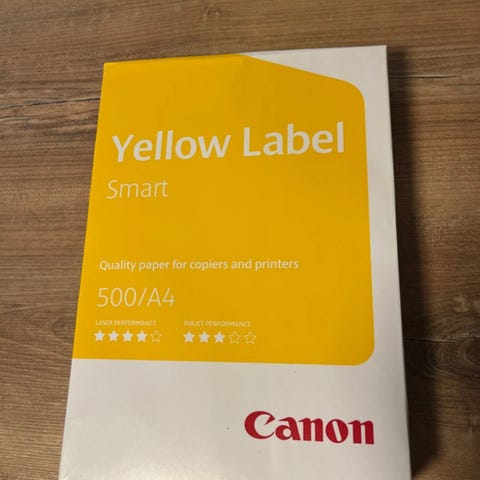 Yellow Label
Smart
Quality paper for copiers and printers
500/A4
LASER PERFORMANCE INKJET PERFORMANCE
Canon